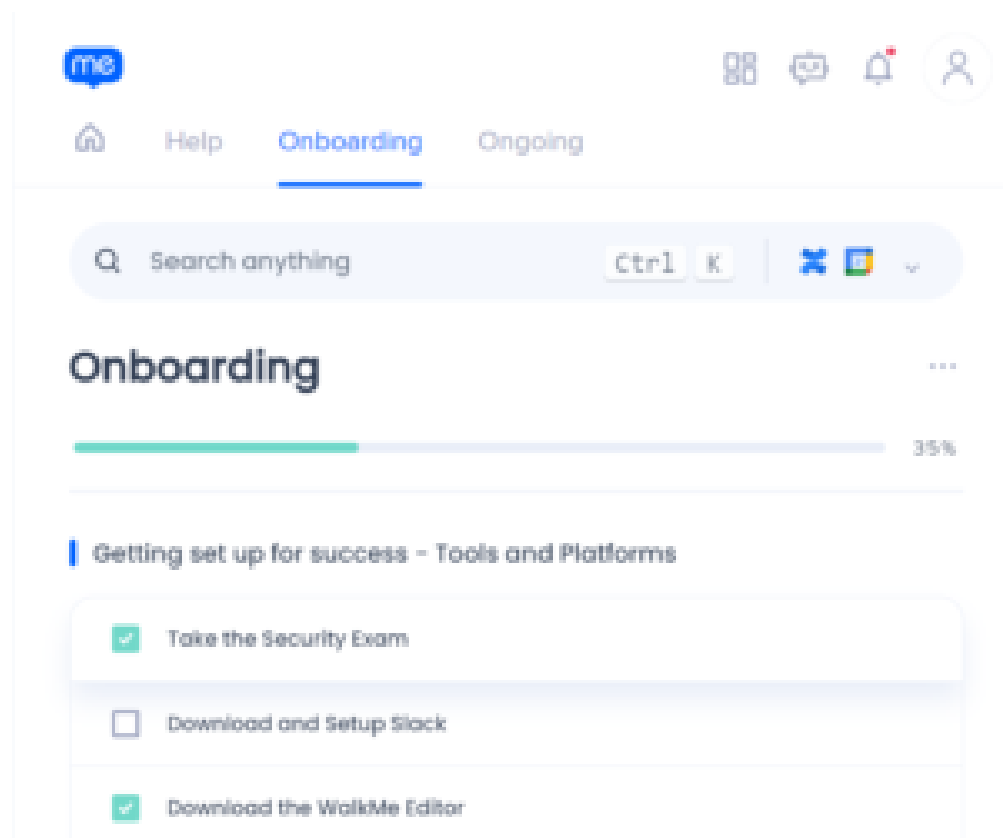 me
Help Onboarding Ongoing
Search anything Ctrl K
Onboarding
35%
Getting set up for success - Tools and Platforms
Take the Security Exam
Download and Setup Slack
Download the WalkMe Editor